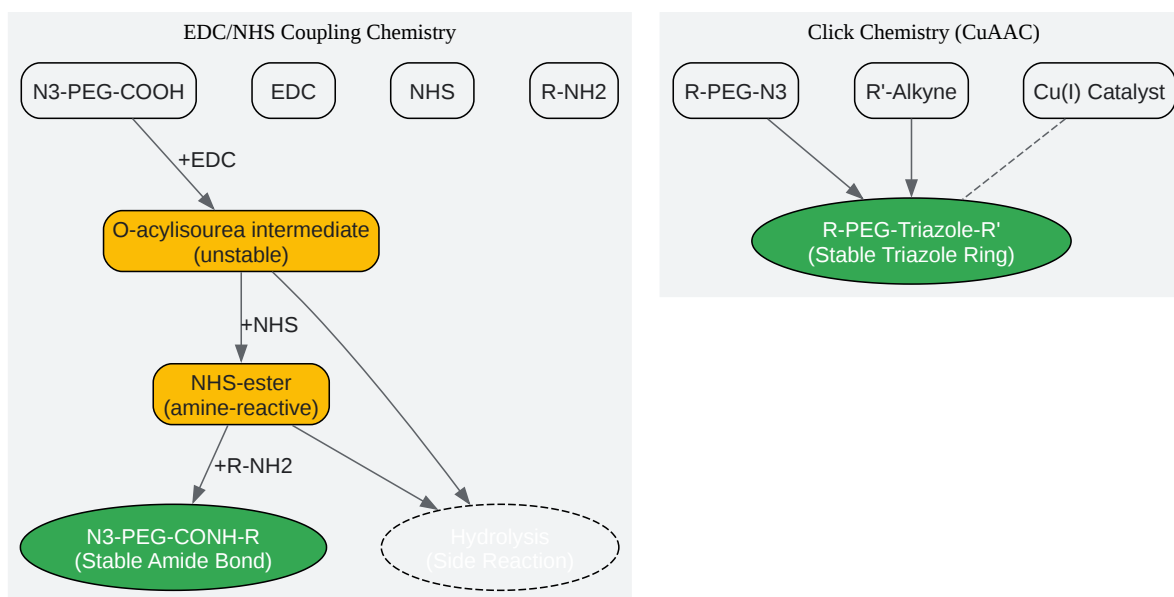 EDC/NHS Coupling Chemistry
N3-PEG-COOH
EDC
NHS
R-NH2
+EDC
O-acylisourea intermediate
(unstable)
+NHS
NHS-ester
(amine-reactive)
+R-NH2
N3-PEG-CONH-R
(Stable Amide Bond)
Hydrolysis
(Side Reaction)
Click Chemistry (CuAAC)
R-PEG-N3
R'-Alkyne
Cu(I) Catalyst
R-PEG-Triazole-R'
(Stable Triazole Ring)